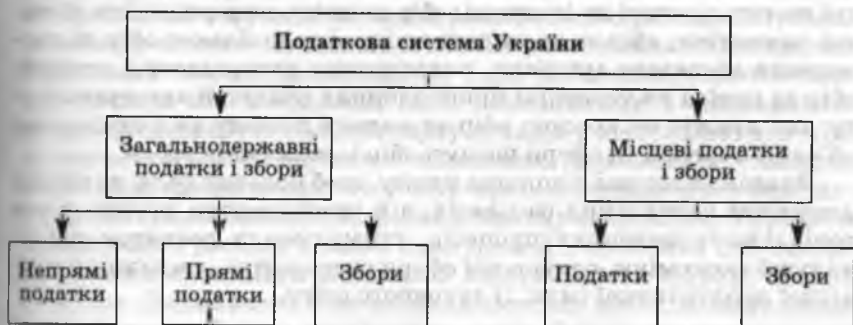 Податкова система України
Загальнодержавні
податки і збори
Місцеві податки
і збори
Непрямі
податки
Прямі
податки
Збори
Податки
Збори